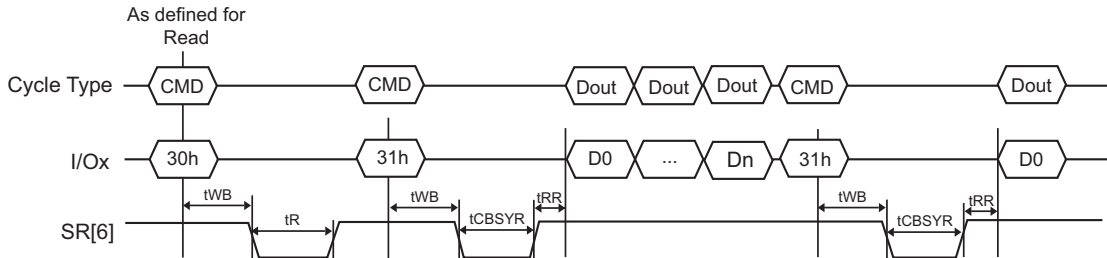 As defined for
Read
Cycle Type CMD CMD Dout Dout Dout CMD Dout
I/Ox 30h 31h D0 ... Dn 31h D0
tWB tR tWB tCBSYR tRR tWB tCBSYR tRR
SR[6]